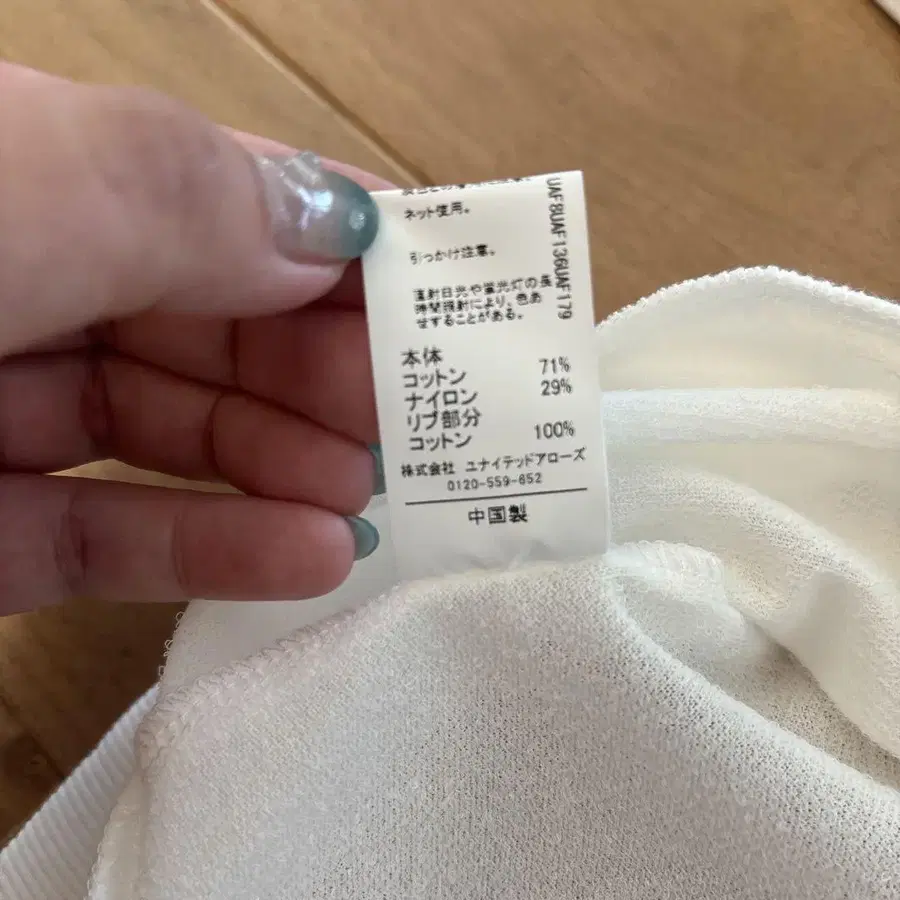 ネット使用。
引っかけ注意。
直射日光や蛍光灯の長
時間照射により、色あ
せすることがある。
本体
コットン 71%
ナイロン 29%
リブ部分
コットン 100%
株式会社 ユナイテッドアローズ
0120-559-652
中国製
UAF8UAF136UAF179